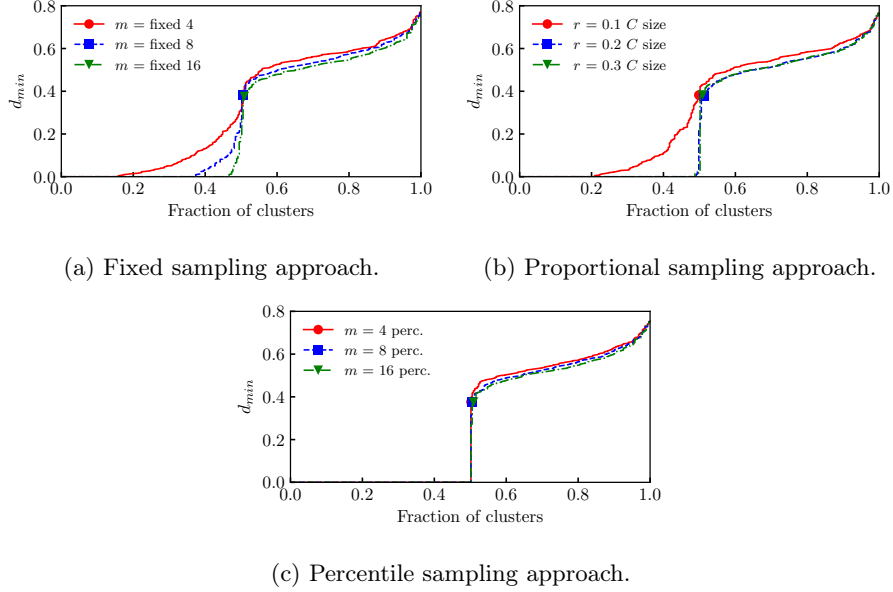 0.8
0.6
0.4
0.2
0.0
d_min
m = fixed 4
m = fixed 8
m = fixed 16
0.0 0.2 0.4 0.6 0.8 1.0
Fraction of clusters
(a) Fixed sampling approach.
0.8
0.6
0.4
0.2
0.0
d_min
r = 0.1 C size
r = 0.2 C size
r = 0.3 C size
0.0 0.2 0.4 0.6 0.8 1.0
Fraction of clusters
(b) Proportional sampling approach.
0.8
0.6
0.4
0.2
0.0
d_min
m = 4 perc.
m = 8 perc.
m = 16 perc.
0.0 0.2 0.4 0.6 0.8 1.0
Fraction of clusters
(c) Percentile sampling approach.